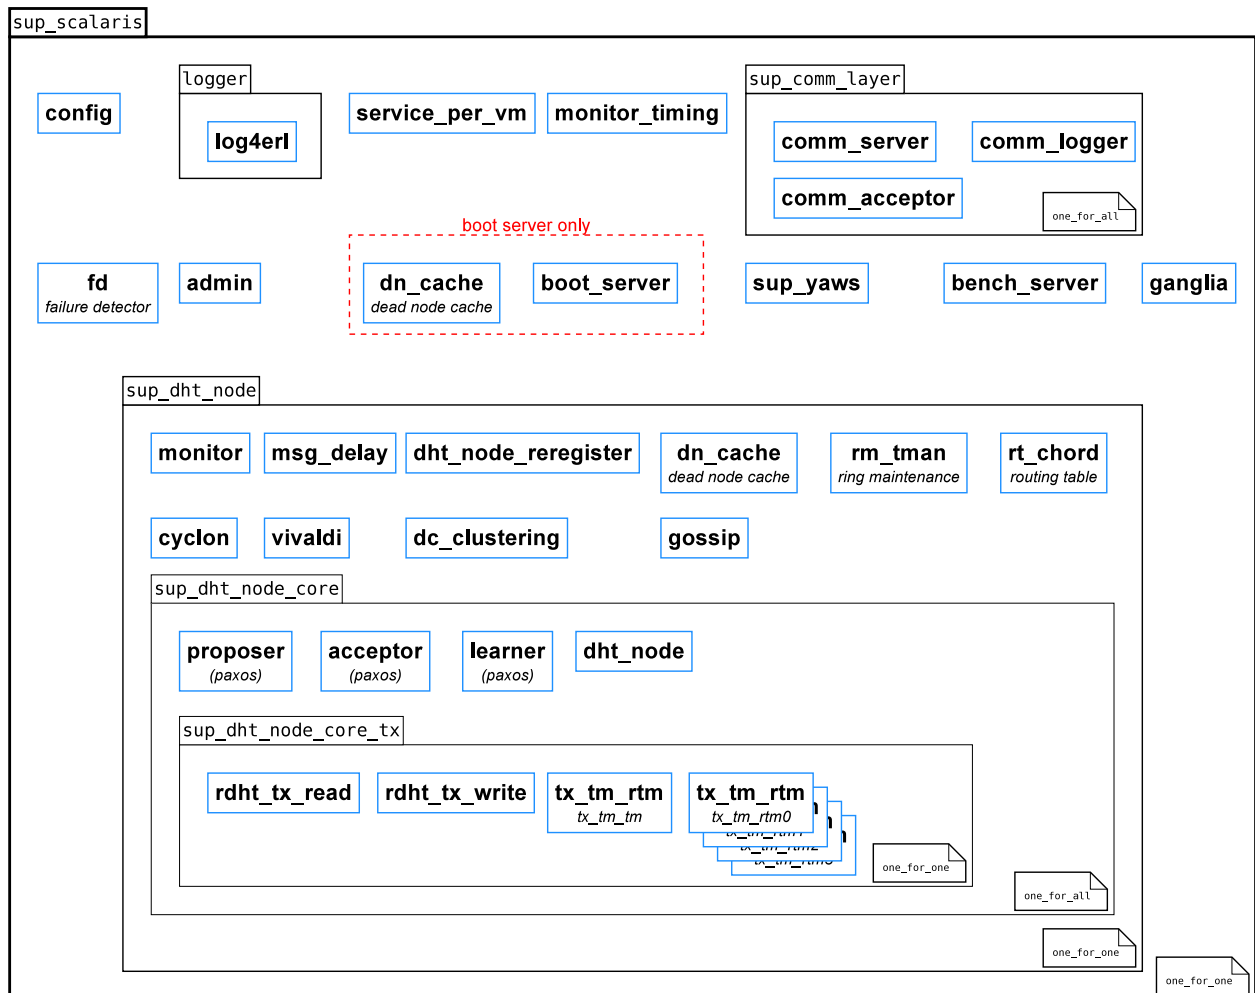 sup_scalaris
logger
sup_comm_layer
config
log4erl
service_per_vm
monitor_timing
comm_server
comm_logger
comm_acceptor
one_for_all
boot server only
fd
failure detector
admin
dn_cache
dead node cache
boot_server
sup_yaws
bench_server
ganglia
sup_dht_node
monitor
msg_delay
dht_node_reregister
dn_cache
dead node cache
rm_tman
ring maintenance
rt_chord
routing table
cyclon
vivaldi
dc_clustering
gossip
sup_dht_node_core
proposer
(paxos)
acceptor
(paxos)
learner
(paxos)
dht_node
sup_dht_node_core_tx
rdht_tx_read
rdht_tx_write
tx_tm_rtm
tx_tm_tm
tx_tm_rtm
tx_tm_rtm0
one_for_one
one_for_all
one_for_one
one_for_one